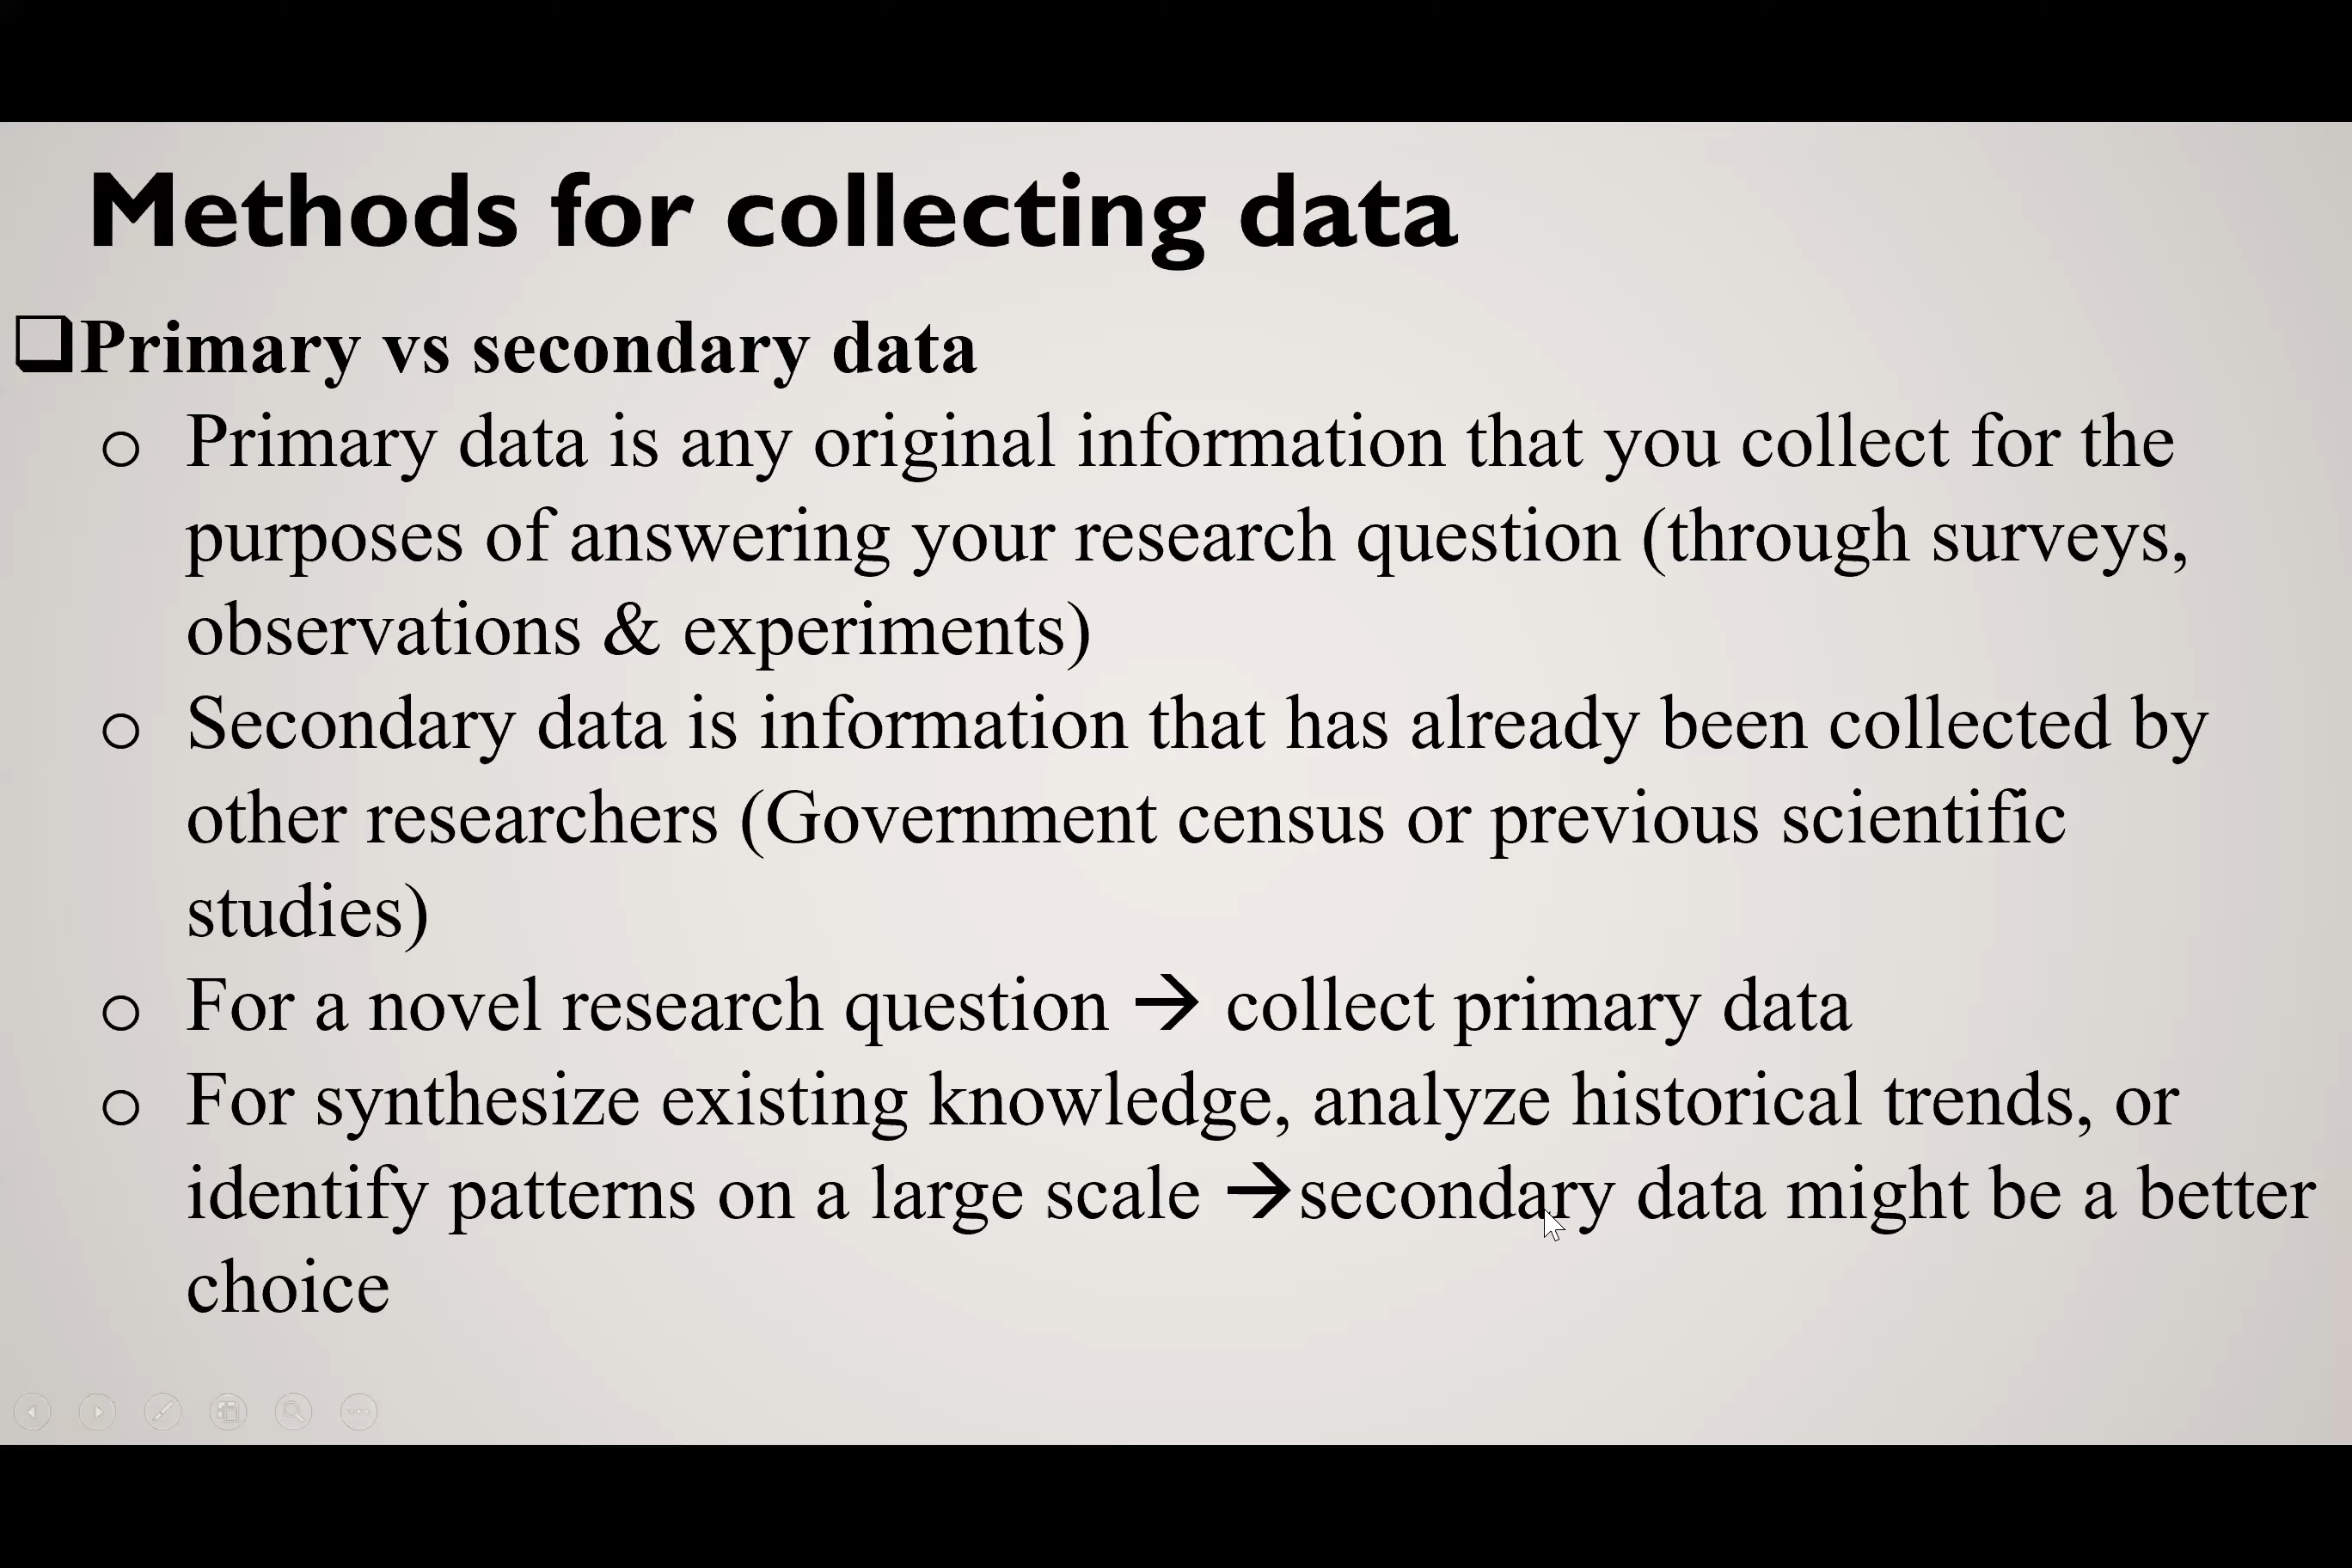 Methods for collecting data
❑Primary vs secondary data
o Primary data is any original information that you collect for the
purposes of answering your research question (through surveys,
observations & experiments)
o Secondary data is information that has already been collected by
other researchers (Government census or previous scientific
studies)
o For a novel research question → collect primary data
o For synthesize existing knowledge, analyze historical trends, or
identify patterns on a large scale →secondary data might be a better
choice